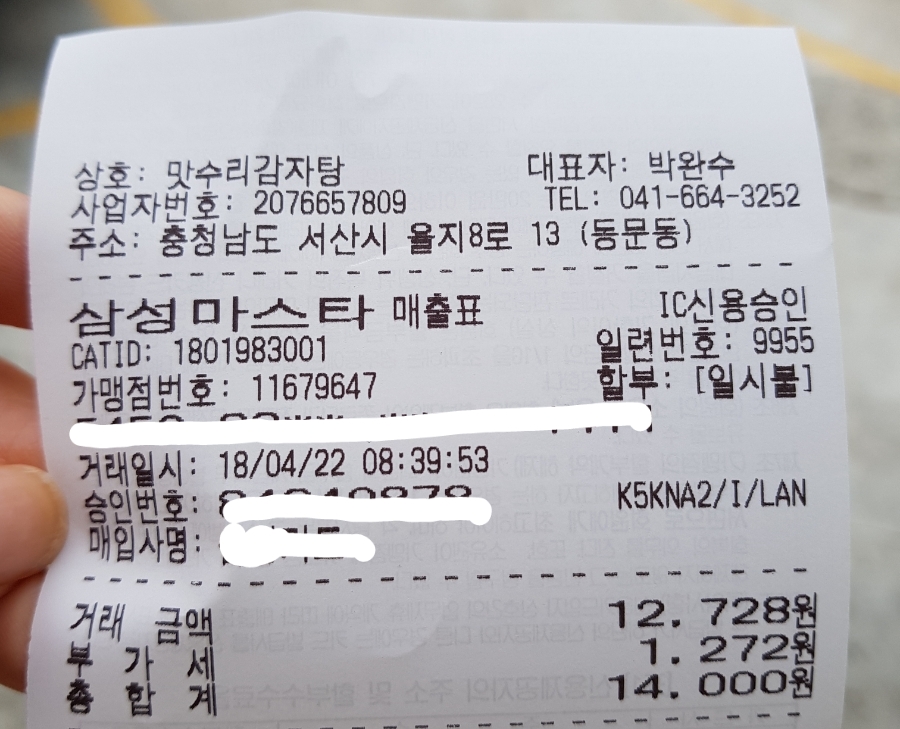 상호: 맛수리감자탕 대표자: 박완수
사업자번호: 2076657809 TEL: 041-664-3252
주소: 충청남도 서산시 율지8로 13 (동문동)
삼성마스타 매출표 IC신용승인
CATID: 1801983001 일련번호: 9955
가맹점번호: 11679647 할부: [일시불]
거래일시: 18/04/22 08:39:53
승인번호: K5KNA2/I/LAN
매입사명:
거래 금액 12.728원
부 가 세 1.272원
총 합 계 14.000원